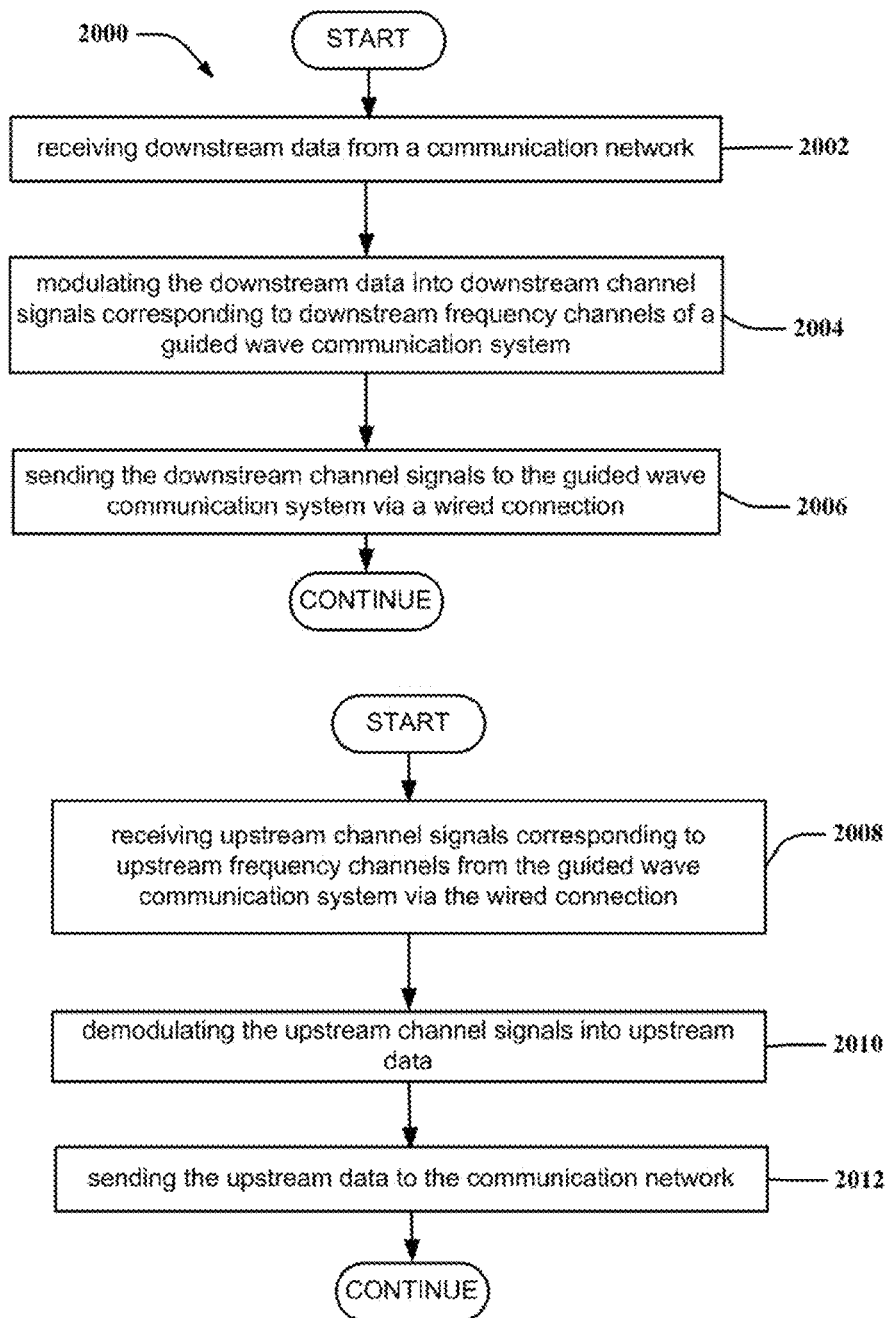 2000
START
receiving downstream data from a communication network
2002
modulating the downstream data into downstream channel
signals corresponding to downstream frequency channels of a
guided wave communication system
2004
sending the downstream channel signals to the guided wave
communication system via a wired connection
2006
CONTINUE
START
receiving upstream channel signals corresponding to
upstream frequency channels from the guided wave
communication system via the wired connection
2008
demodulating the upstream channel signals into upstream
data
2010
sending the upstream data to the communication network
2012
CONTINUE